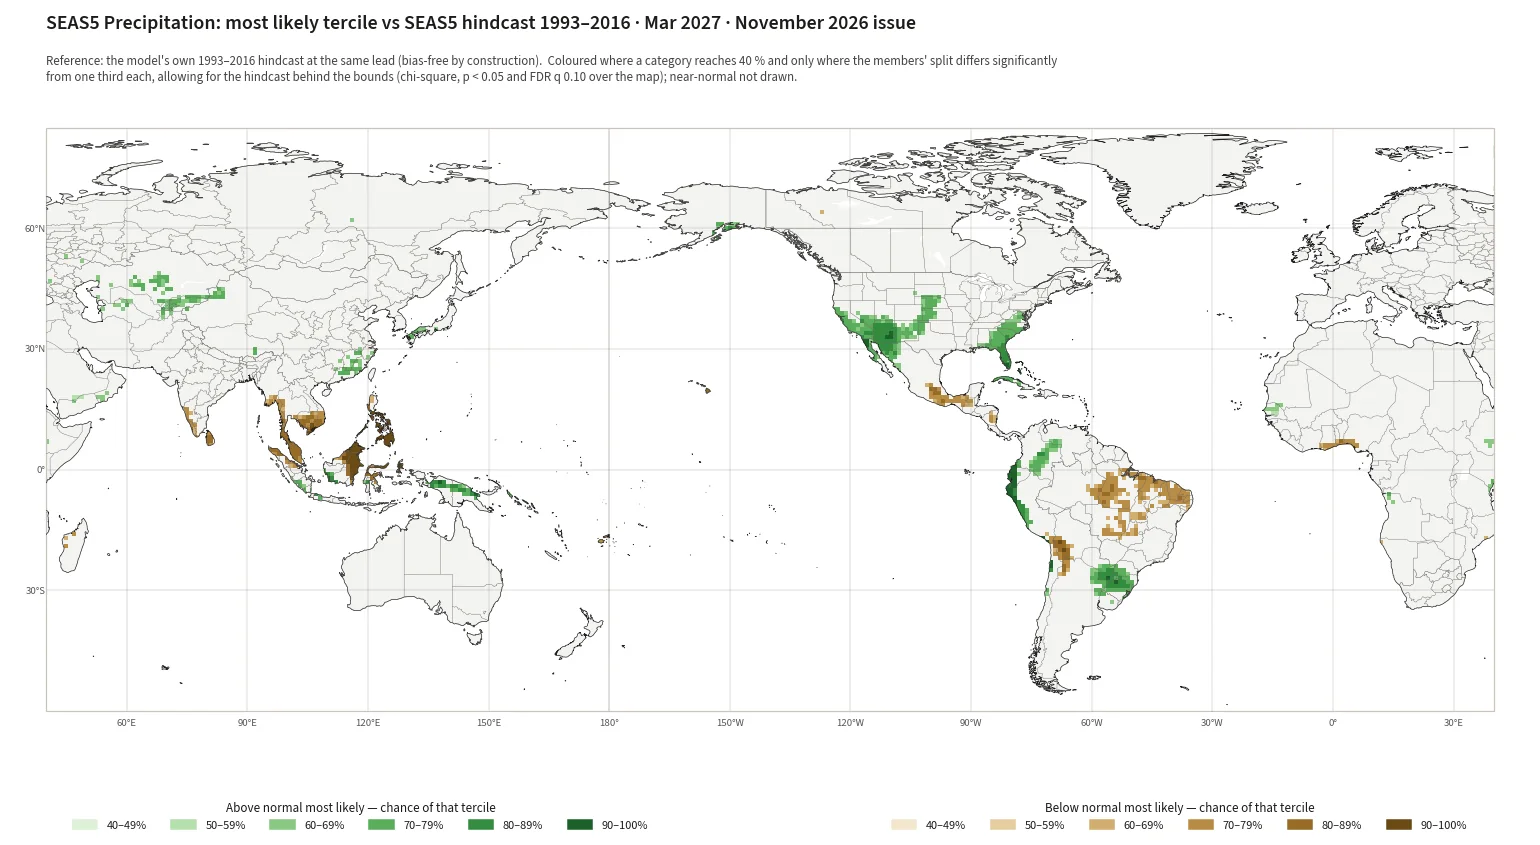 SEAS5 Precipitation: most likely tercile vs SEAS5 hindcast 1993–2016 · Mar 2027 · November 2026 issue
Reference: the model's own 1993–2016 hindcast at the same lead (bias-free by construction).  Coloured where a category reaches 40 % and only where the members' split differs significantly
from one third each, allowing for the hindcast behind the bounds (chi-square, p < 0.05 and FDR q 0.10 over the map); near-normal not drawn.
60°N
30°N
0°
30°S
60°E 90°E 120°E 150°E 180° 150°W 120°W 90°W 60°W 30°W 0° 30°E
Above normal most likely — chance of that tercile
40–49% 50–59% 60–69% 70–79% 80–89% 90–100%
Below normal most likely — chance of that tercile
40–49% 50–59% 60–69% 70–79% 80–89% 90–100%